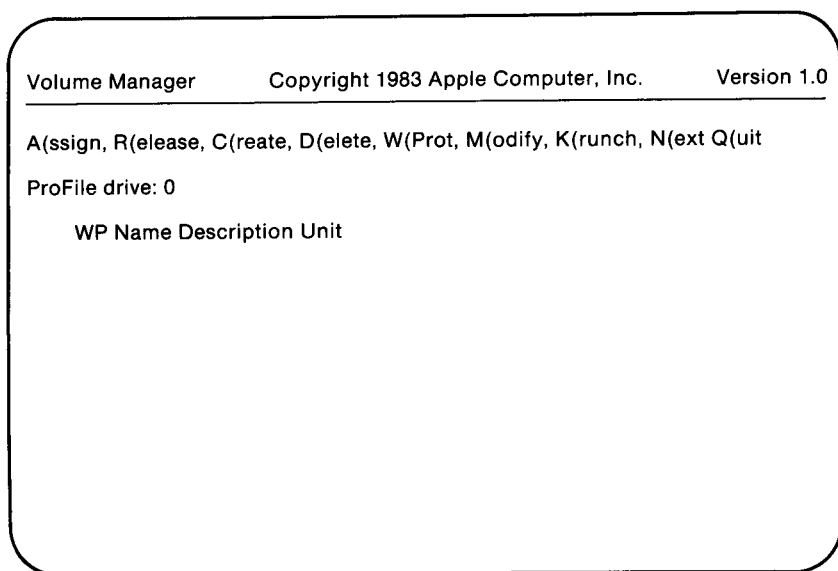 Volume Manager Copyright 1983 Apple Computer, Inc. Version 1.0
A(ssign, R(elease, C(reate, D(elete, W(Prot, M(odify, K(runch, N(ext Q(uit
ProFile drive: 0
WP Name Description Unit